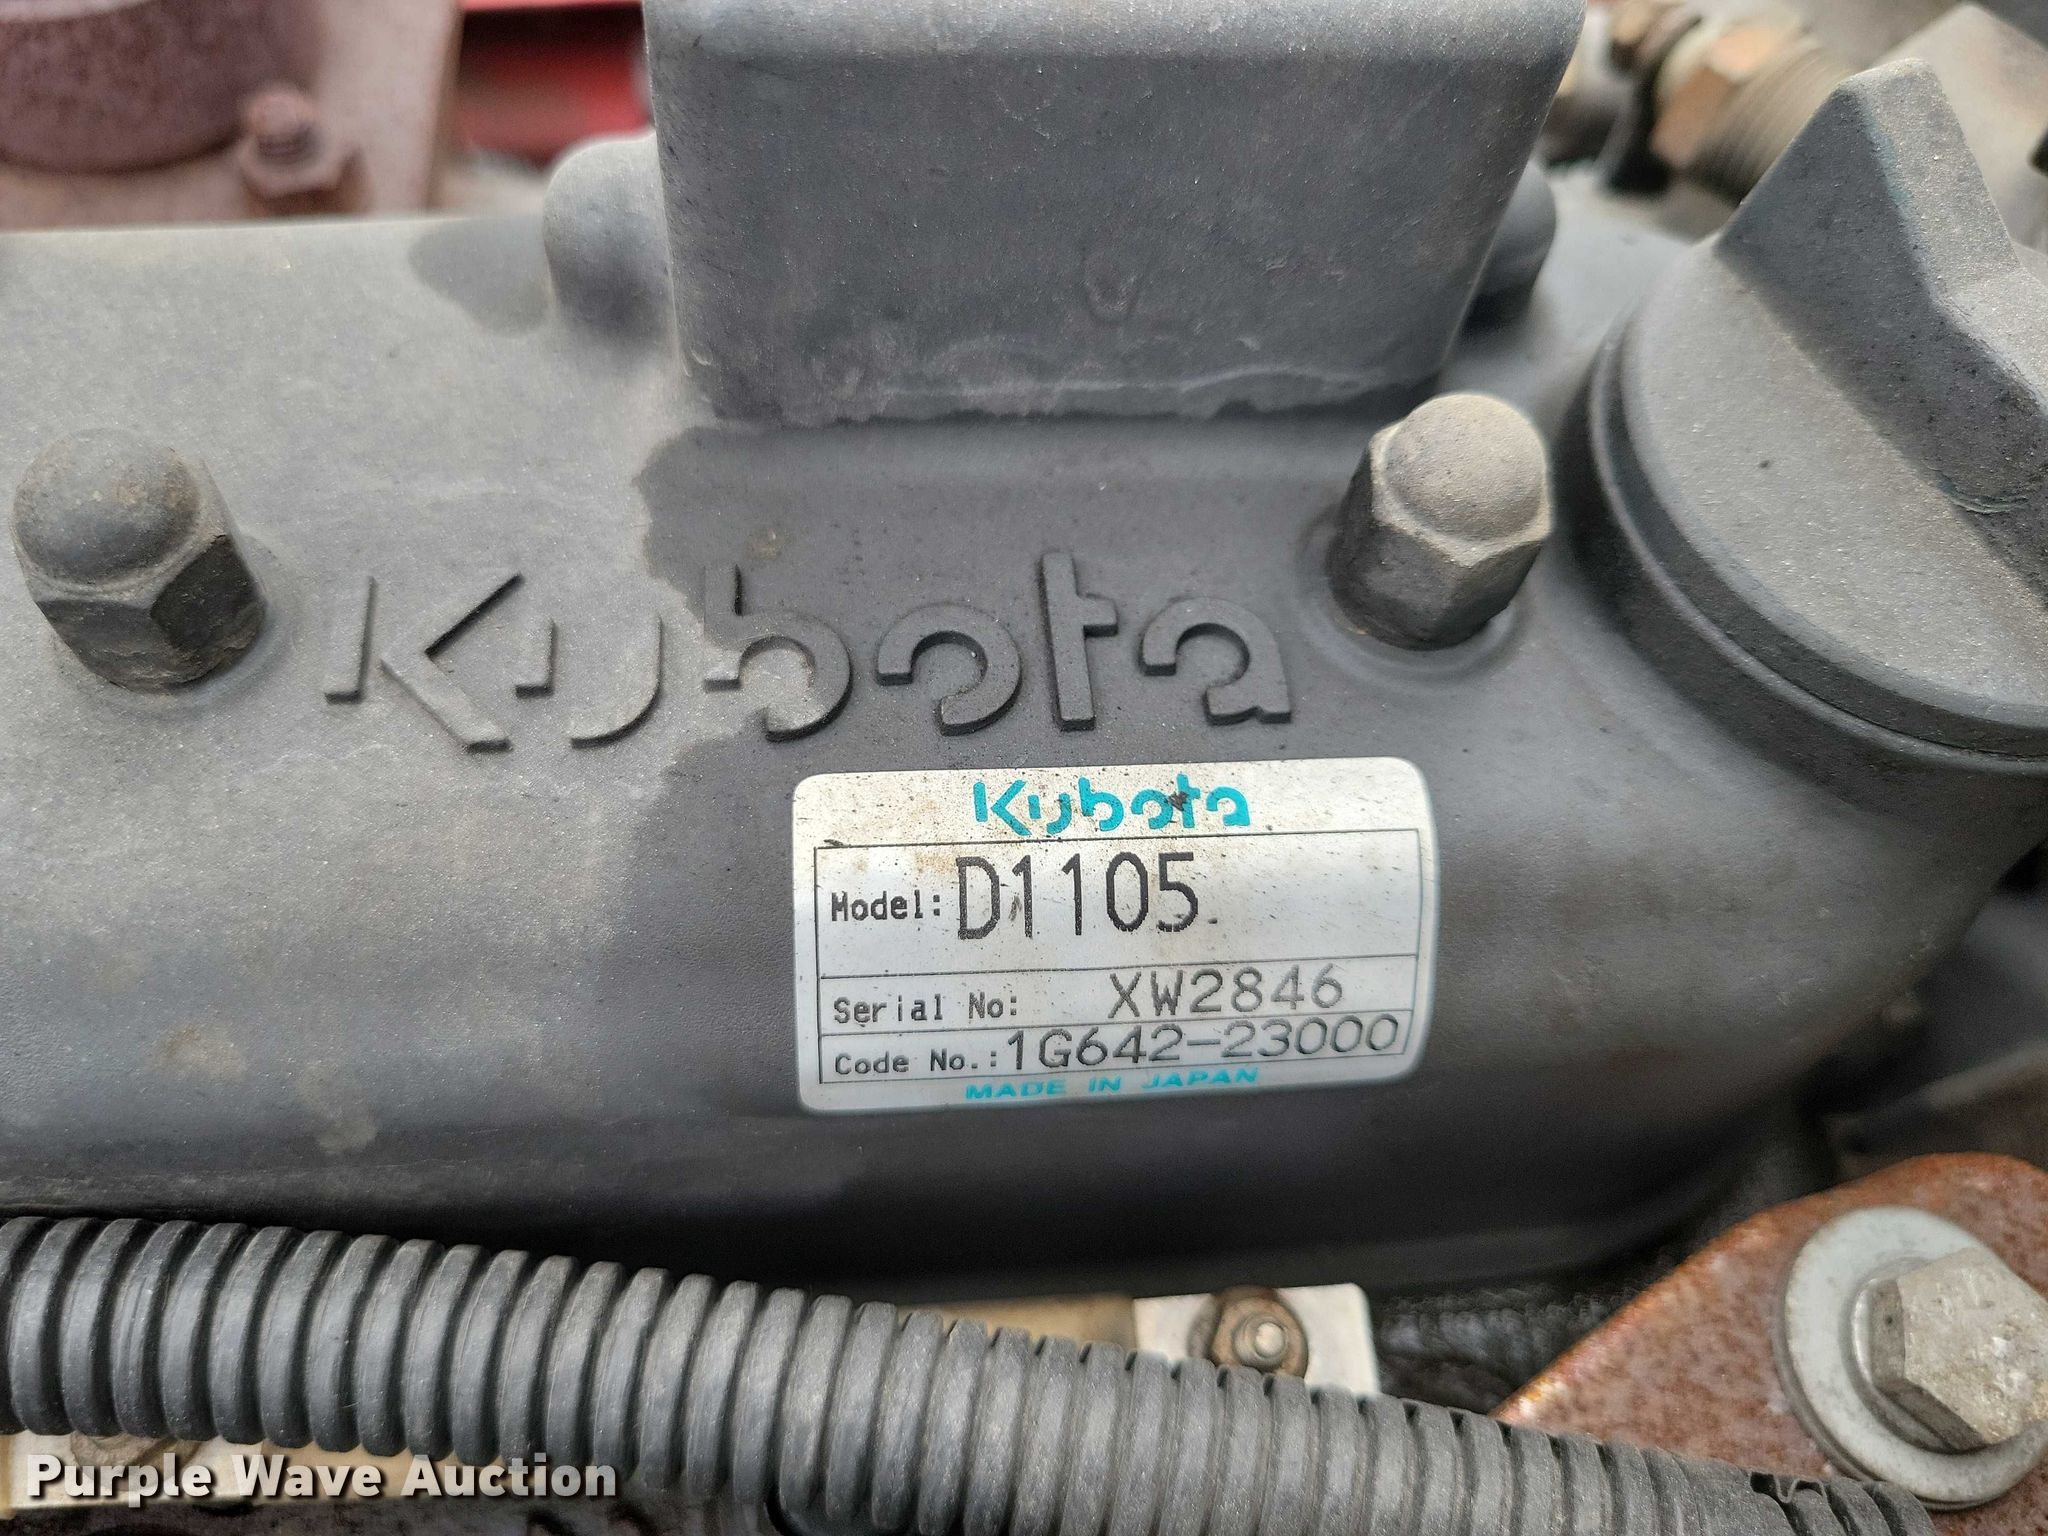 Kubota
Kubota
Model: D1105
Serial No: XW2846
Code No.: 1G642-23000
MADE IN JAPAN
Purple Wave Auction